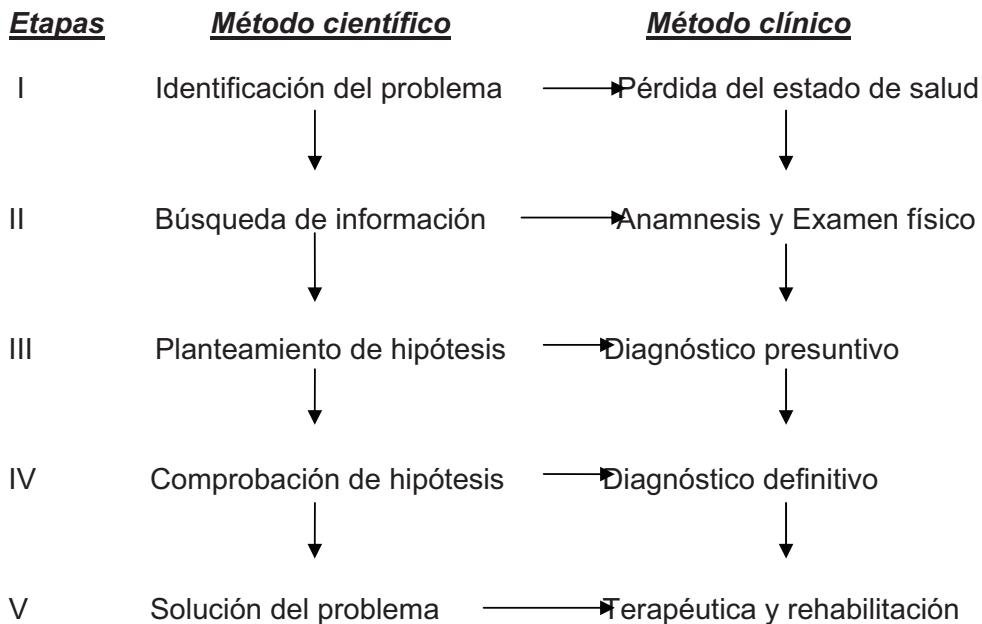 Etapas Método científico Método clínico
I Identificación del problema Pérdida del estado de salud
II Búsqueda de información Anamnesis y Examen físico
III Planteamiento de hipótesis Diagnóstico presuntivo
IV Comprobación de hipótesis Diagnóstico definitivo
V Solución del problema Terapéutica y rehabilitación